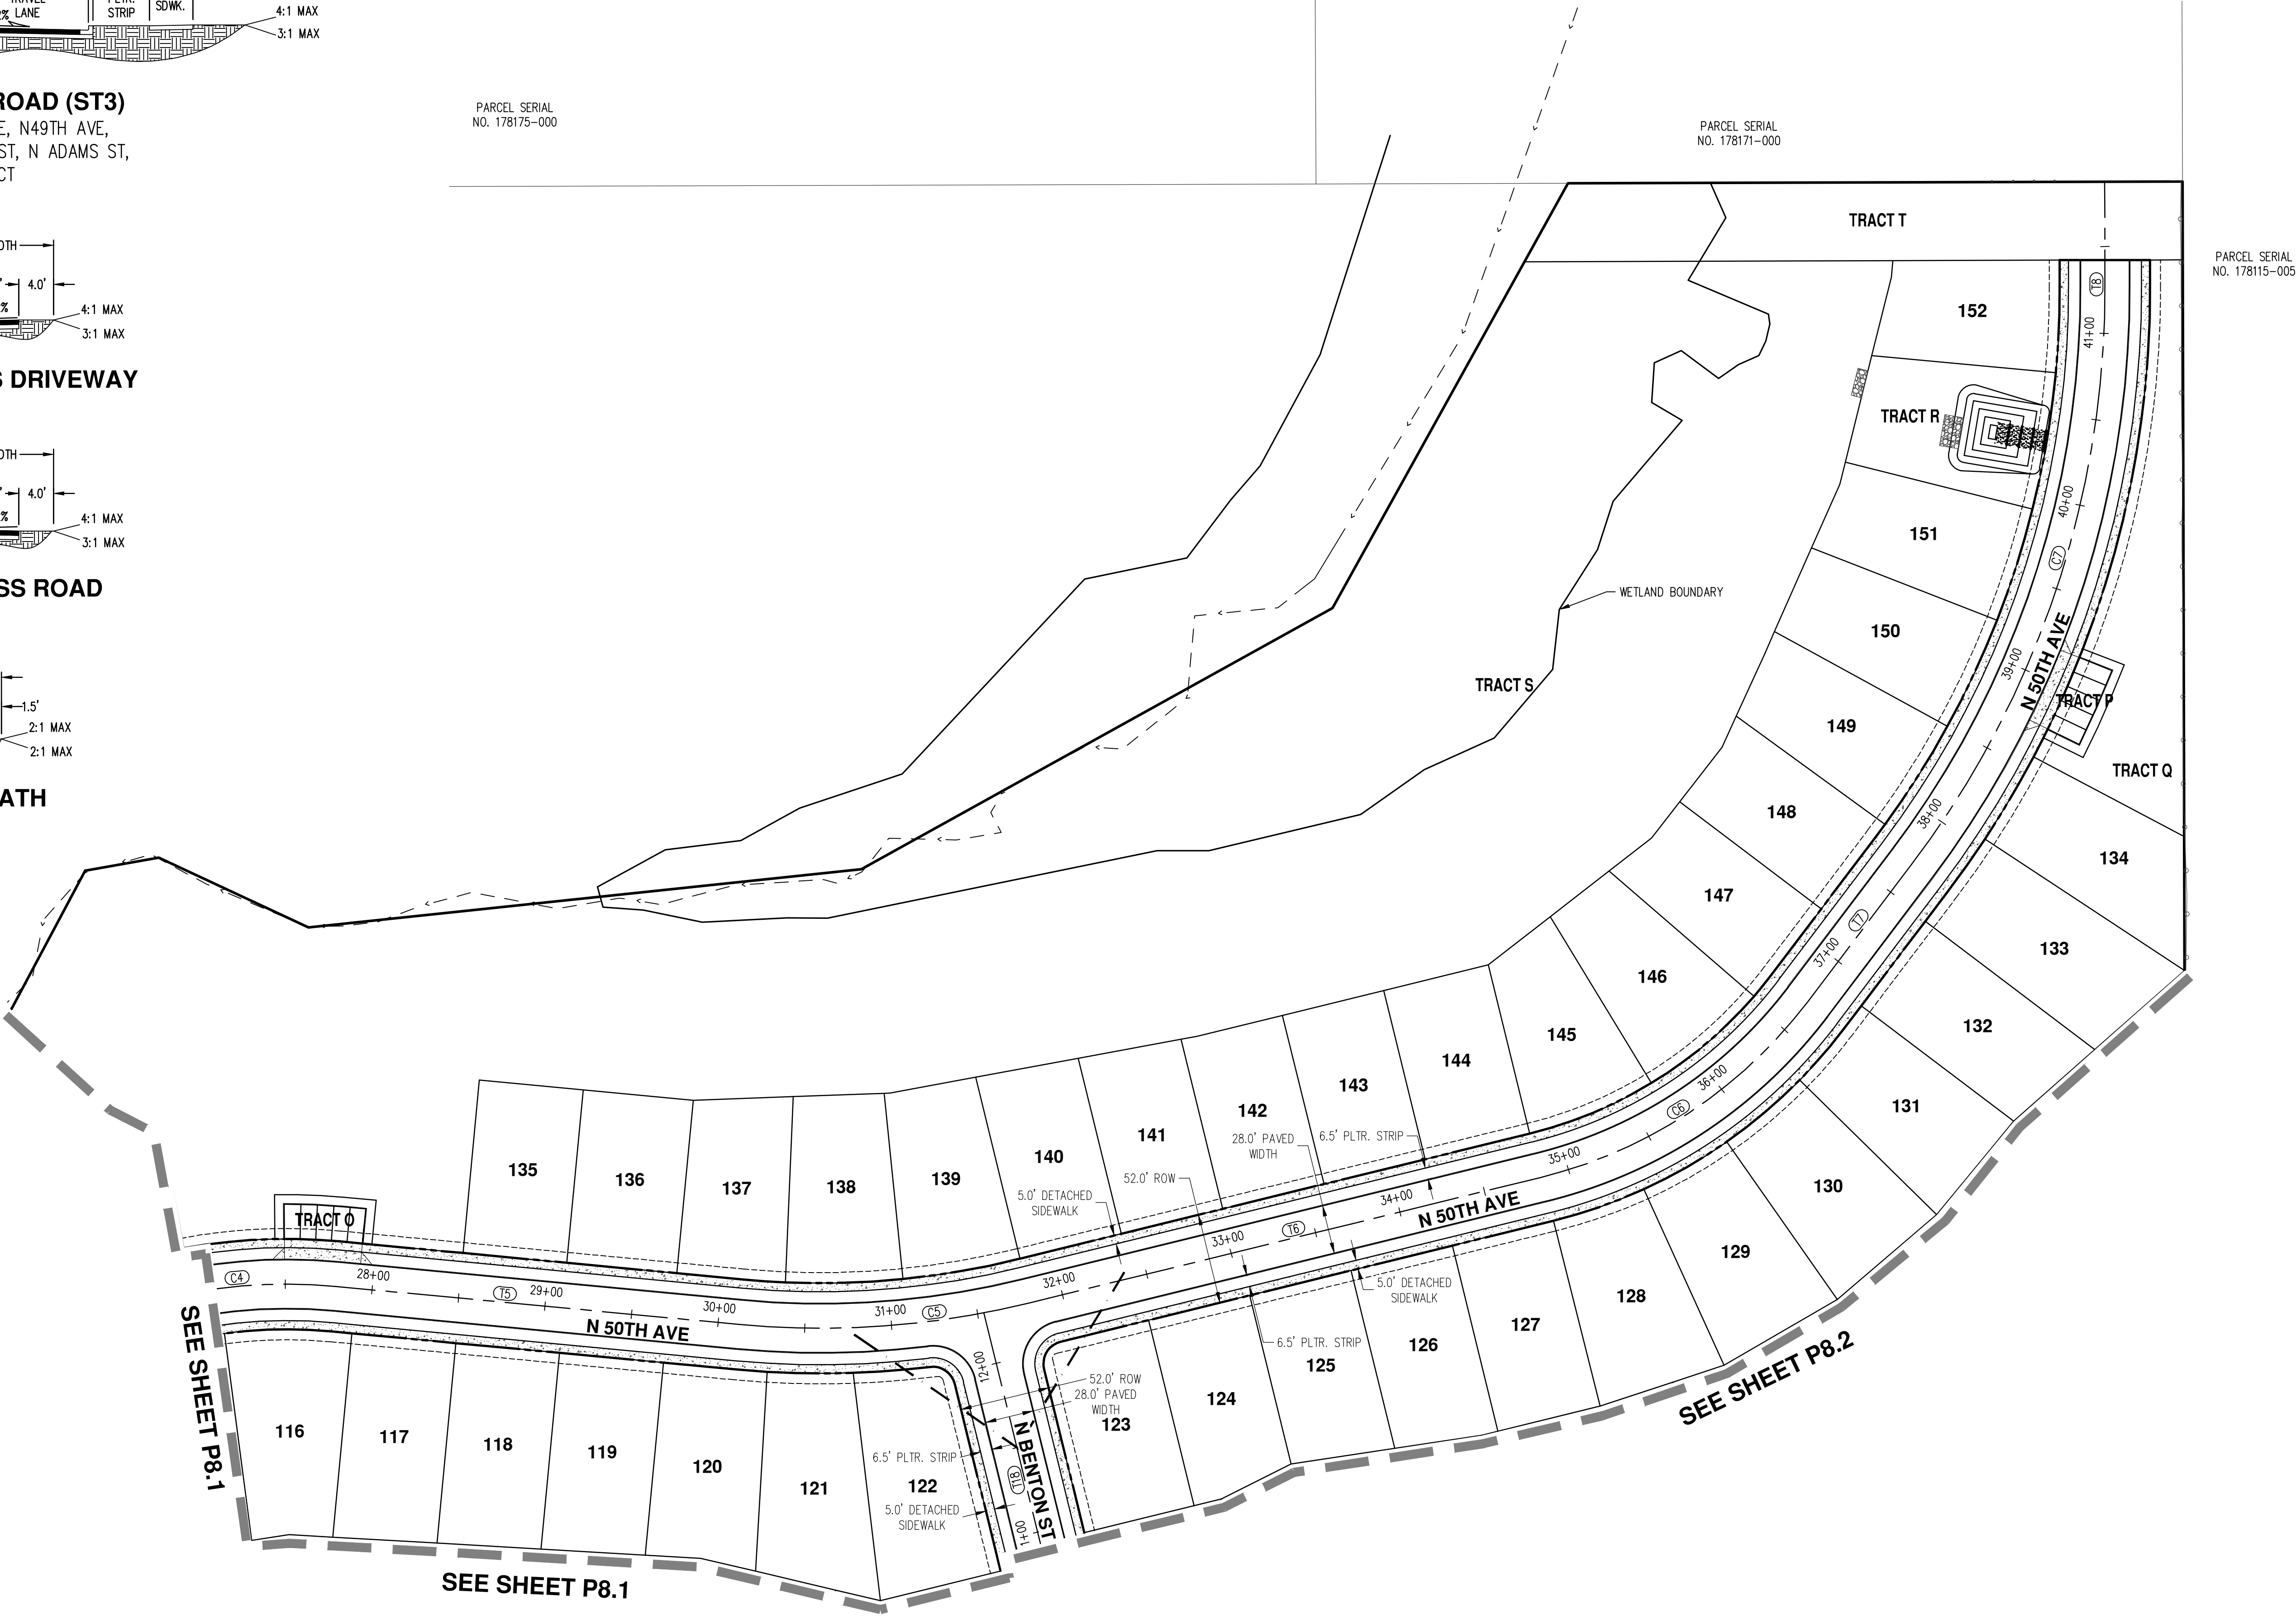 LANE
STRIP
SDWK.
4:1 MAX
3:1 MAX
ROAD (ST3)
E, N49TH AVE,
ST, N ADAMS ST,
CT
4.0'
4:1 MAX
3:1 MAX
DRIVEWAY
4.0'
4:1 MAX
3:1 MAX
SS ROAD
1.5'
2:1 MAX
2:1 MAX
ATH
PARCEL SERIAL
NO. 178175-000
PARCEL SERIAL
NO. 178171-000
PARCEL SERIAL
NO. 178115-005
TRACT T
T8
41+00
152
TRACT R
40+00
151
C7
150
WETLAND BOUNDARY
39+00
N 50TH AVE
TRACT S
TRACT P
149
TRACT Q
148
38+00
134
147
T7
37+00
133
146
132
145
36+00
144
C6
131
143
142
28.0' PAVED
WIDTH
6.5' PLTR. STRIP
141
140
35+00
135
136
137
138
139
52.0' ROW
5.0' DETACHED
SIDEWALK
34+00
N 50TH AVE
130
TRACT O
33+00
T6
129
C4
28+00
T5
29+00
30+00
31+00
C5
32+00
5.0' DETACHED
SIDEWALK
128
127
N 50TH AVE
6.5' PLTR. STRIP
126
125
12+00
52.0' ROW
28.0' PAVED
WIDTH
124
123
116
117
118
119
120
121
122
6.5' PLTR. STRIP
5.0' DETACHED
SIDEWALK
T18
N BENTON ST
11+00
SEE SHEET P8.1
SEE SHEET P8.1
SEE SHEET P8.2